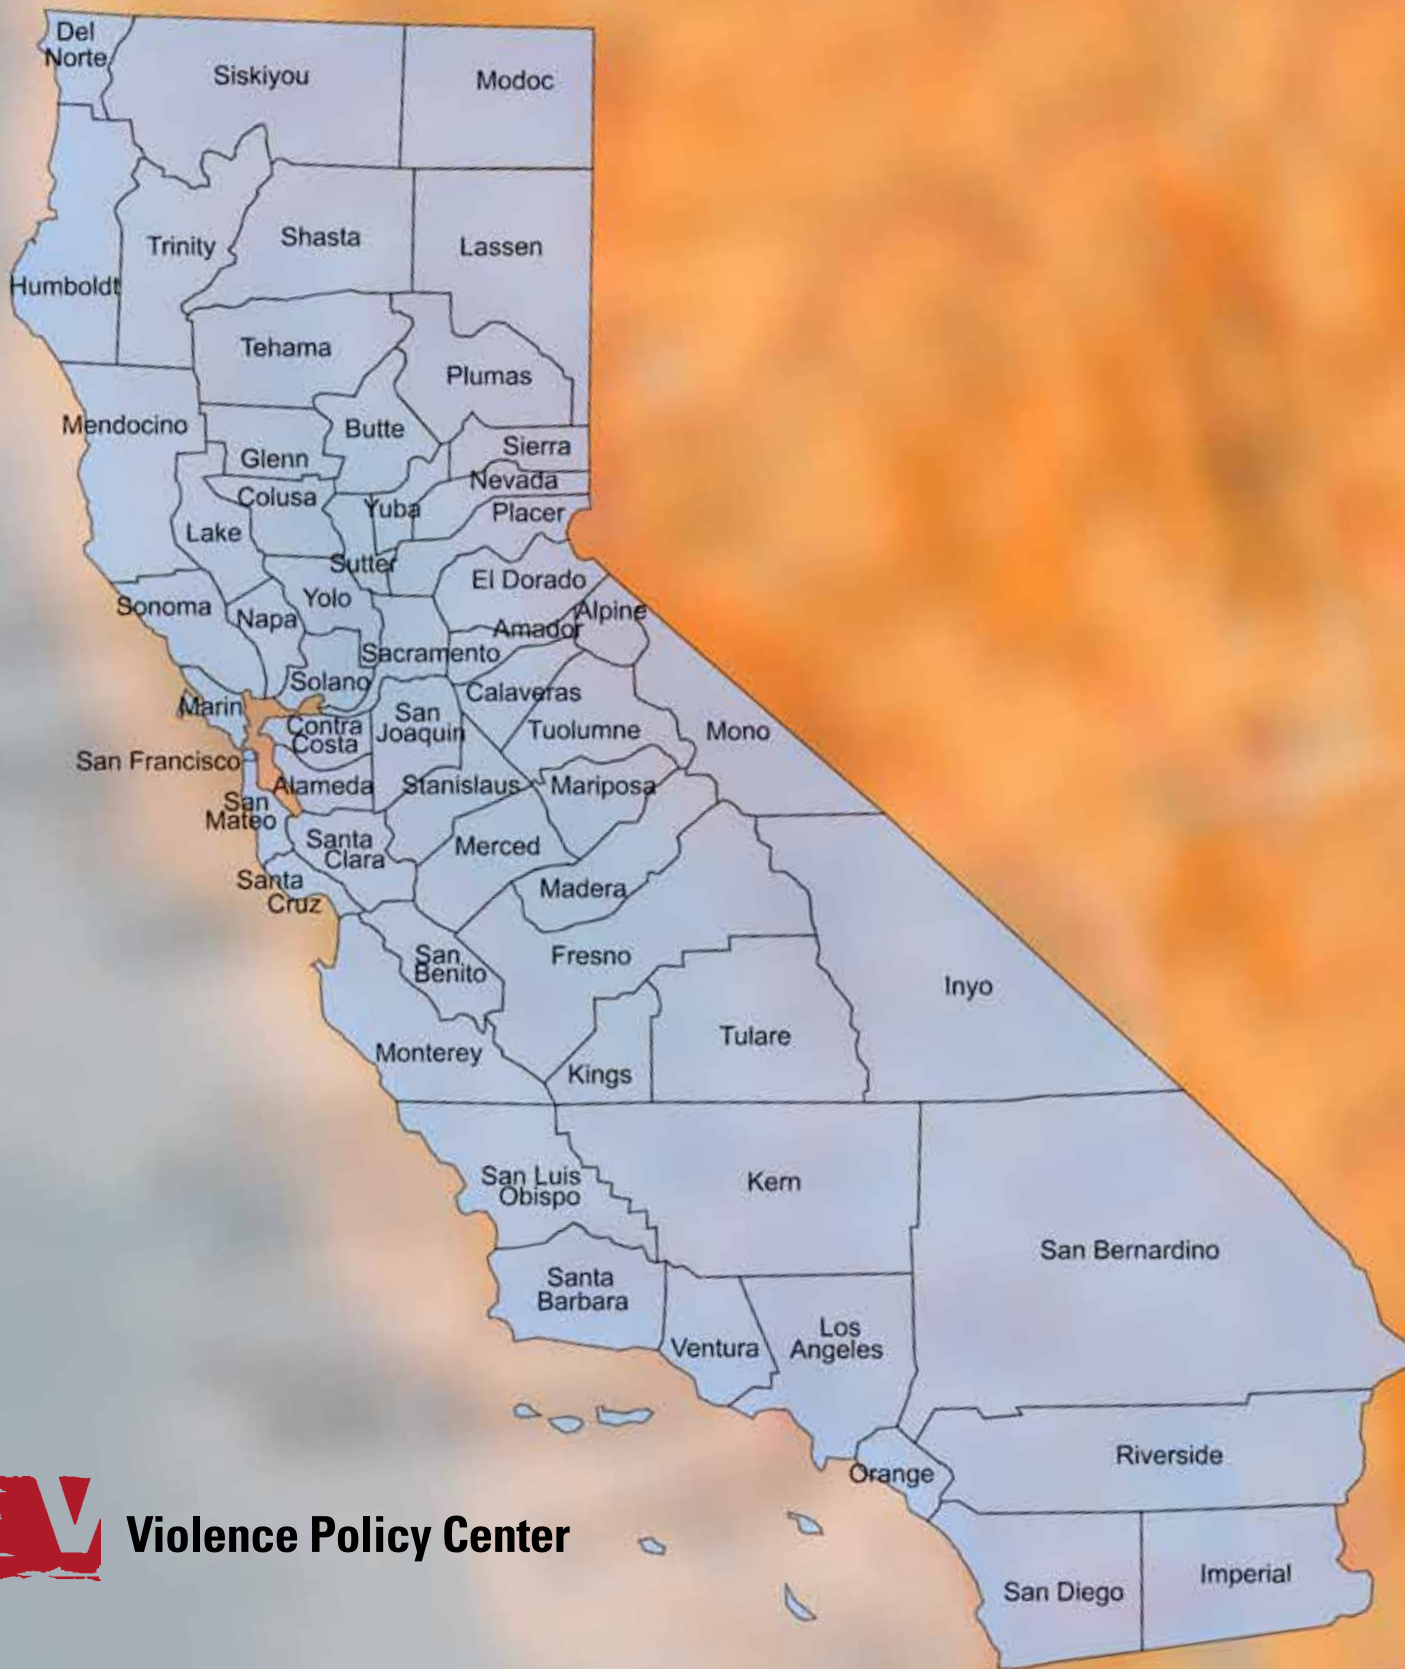 Del
Norte
Siskiyou
Modoc
Trinity
Shasta
Lassen
Humboldt
Tehama
Plumas
Mendocino
Butte
Glenn
Sierra
Nevada
Colusa
Yuba
Placer
Lake
Sutter
El Dorado
Sonoma
Napa
Yolo
Alpine
Amador
Sacramento
Solano
Calaveras
Marin
Contra
Costa
San
Joaquin
Tuolumne
Mono
San Francisco
Alameda
Stanislaus
Mariposa
San
Mateo
Santa
Clara
Merced
Santa
Cruz
Madera
San
Benito
Fresno
Inyo
Monterey
Kings
Tulare
San Luis
Obispo
Kern
San Bernardino
Santa
Barbara
Ventura
Los
Angeles
Orange
Riverside
V
Violence Policy Center
San Diego
Imperial